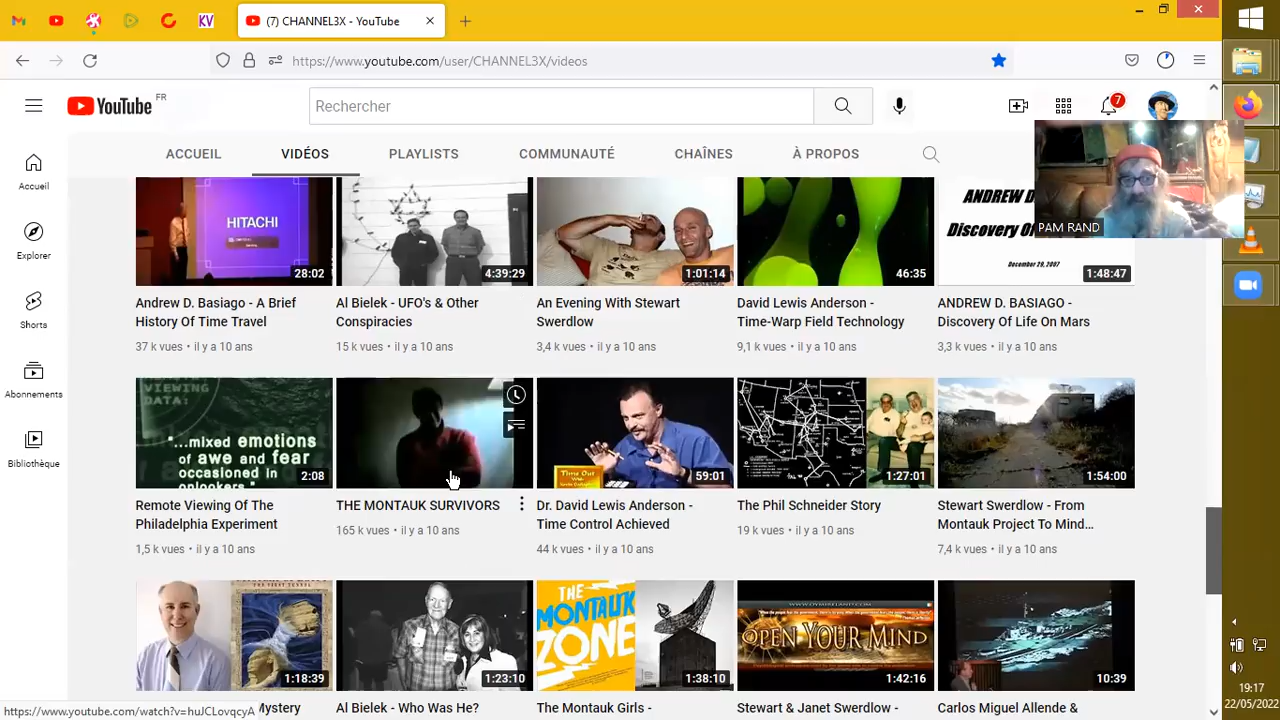 (7) CHANNEL3X - YouTube
https://www.youtube.com/user/CHANNEL3X/videos
YouTube FR
Rechercher
7
ACCUEIL
VIDÉOS
PLAYLISTS
COMMUNAUTÉ
CHAÎNES
À PROPOS
PAM RAND
Accueil
Explorer
Shorts
Abonnements
Bibliothèque
HITACHI
28:02
4:39:29
1:01:14
46:35
ANDREW D.
Discovery Of
December 29, 2007
1:48:47
Andrew D. Basiago - A Brief
History Of Time Travel
37 k vues • il y a 10 ans
Al Bielek - UFO's & Other
Conspiracies
15 k vues • il y a 10 ans
An Evening With Stewart
Swerdlow
3,4 k vues • il y a 10 ans
David Lewis Anderson -
Time-Warp Field Technology
9,1 k vues • il y a 10 ans
ANDREW D. BASIAGO -
Discovery Of Life On Mars
3,3 k vues • il y a 10 ans
VIEWING
DATA:
"...mixed emotions
of awe and fear
occasioned in
onlookers."
2:08
TIME OUT
59:01
1:27:01
1:54:00
Remote Viewing Of The
Philadelphia Experiment
1,5 k vues • il y a 10 ans
THE MONTAUK SURVIVORS
165 k vues • il y a 10 ans
Dr. David Lewis Anderson -
Time Control Achieved
44 k vues • il y a 10 ans
The Phil Schneider Story
19 k vues • il y a 10 ans
Stewart Swerdlow - From
Montauk Project To Mind...
7,4 k vues • il y a 10 ans
1:18:39
1:23:10
THE
MONTAUK
ZONE
1:38:10
OPEN YOUR MIND
1:42:16
10:39
Mystery
Al Bielek - Who Was He?
The Montauk Girls -
Stewart & Janet Swerdlow -
Carlos Miguel Allende &
https://www.youtube.com/watch?v=huJCLovqcyA
19:17
22/05/2022